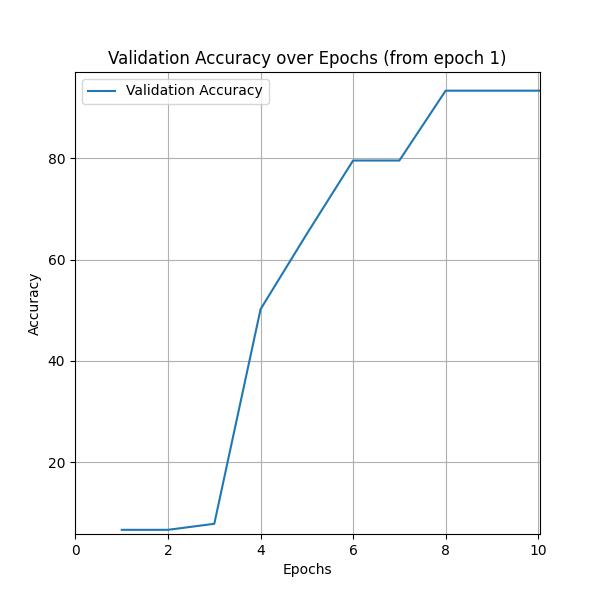 Validation Accuracy over Epochs (from epoch 1)
Validation Accuracy
80
60
40
20
Accuracy
0 2 4 6 8 10
Epochs